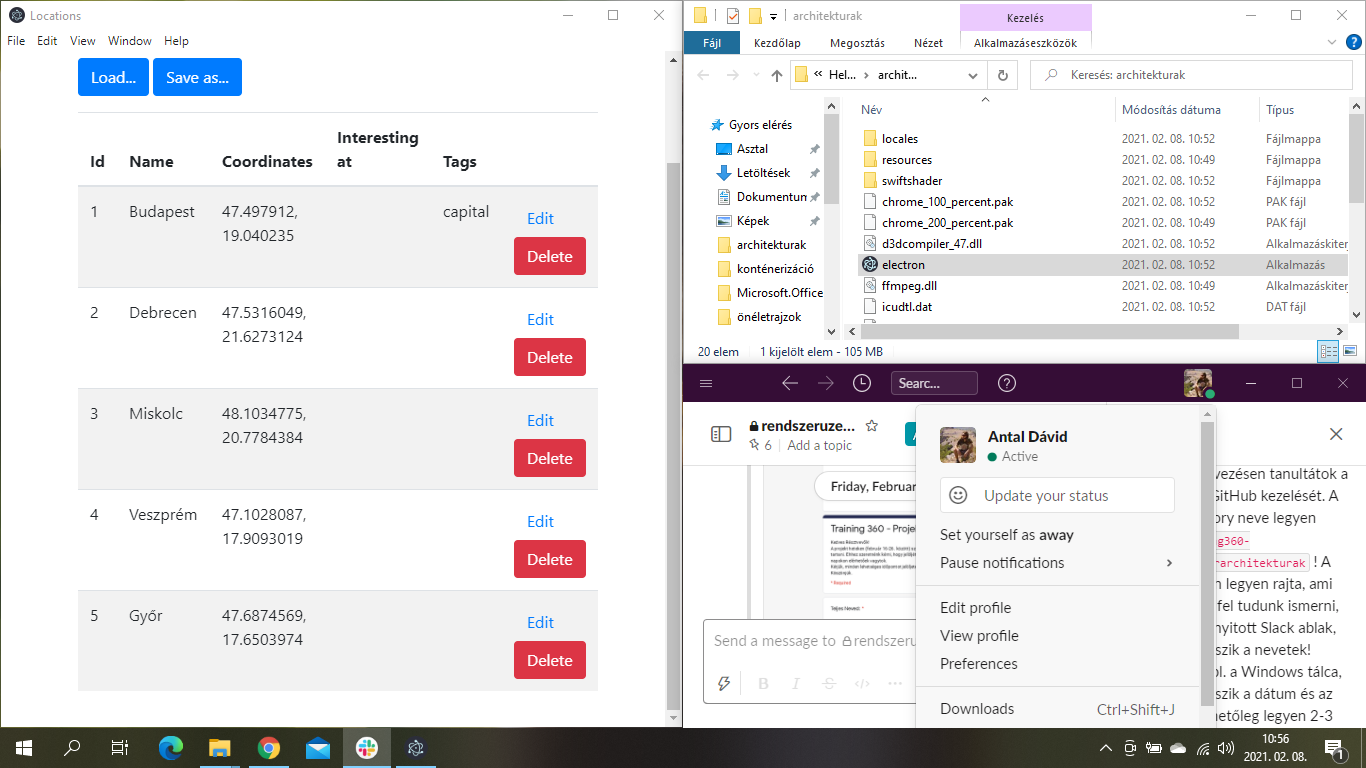 Locations
File Edit View Window Help
Load... Save as...
Id Name Coordinates Interesting at Tags
1 Budapest 47.497912, 19.040235 capital Edit
Delete
2 Debrecen 47.5316049, 21.6273124 Edit
Delete
3 Miskolc 48.1034775, 20.7784384 Edit
Delete
4 Veszprém 47.1028087, 17.9093019 Edit
Delete
5 Győr 47.6874569, 17.6503974 Edit
Delete
architekturak Kezelés
Fájl Kezdőlap Megosztás Nézet Alkalmazáseszközök
« Hel... › archit... Keresés: architekturak
Gyors elérés
Asztal
Letöltések
Dokumentum
Képek
architekturak
konténerizáció
Microsoft.Office
önéletrajzok
Név Módosítás dátuma Típus
locales 2021. 02. 08. 10:52 Fájlmappa
resources 2021. 02. 08. 10:49 Fájlmappa
swiftshader 2021. 02. 08. 10:52 Fájlmappa
chrome_100_percent.pak 2021. 02. 08. 10:52 PAK fájl
chrome_200_percent.pak 2021. 02. 08. 10:49 PAK fájl
d3dcompiler_47.dll 2021. 02. 08. 10:52 Alkalmazáskiter
electron 2021. 02. 08. 10:52 Alkalmazás
ffmpeg.dll 2021. 02. 08. 10:49 Alkalmazáskiter
icudtl.dat 2021. 02. 08. 10:52 DAT fájl
20 elem 1 kijelölt elem - 105 MB
Searc...
rendszeruze...
6 Add a topic
Friday, Februar
Training 360 - Projek
Kedves Résztvevők!
* Required
Teljes Neved: *
Send a message to rendszeru
Antal Dávid
Active
Update your status
Set yourself as away
Pause notifications
Edit profile
View profile
Preferences
Downloads Ctrl+Shift+J
vezésen tanultátok a
GitHub kezelését. A
ory neve legyen
g360-
rarchitekturak ! A
n legyen rajta, ami
fel tudunk ismerni,
nyitott Slack ablak,
szik a nevetek!
ol. a Windows tálca,
szik a dátum és az
hetőleg legyen 2-3
10:56
2021. 02. 08.
1